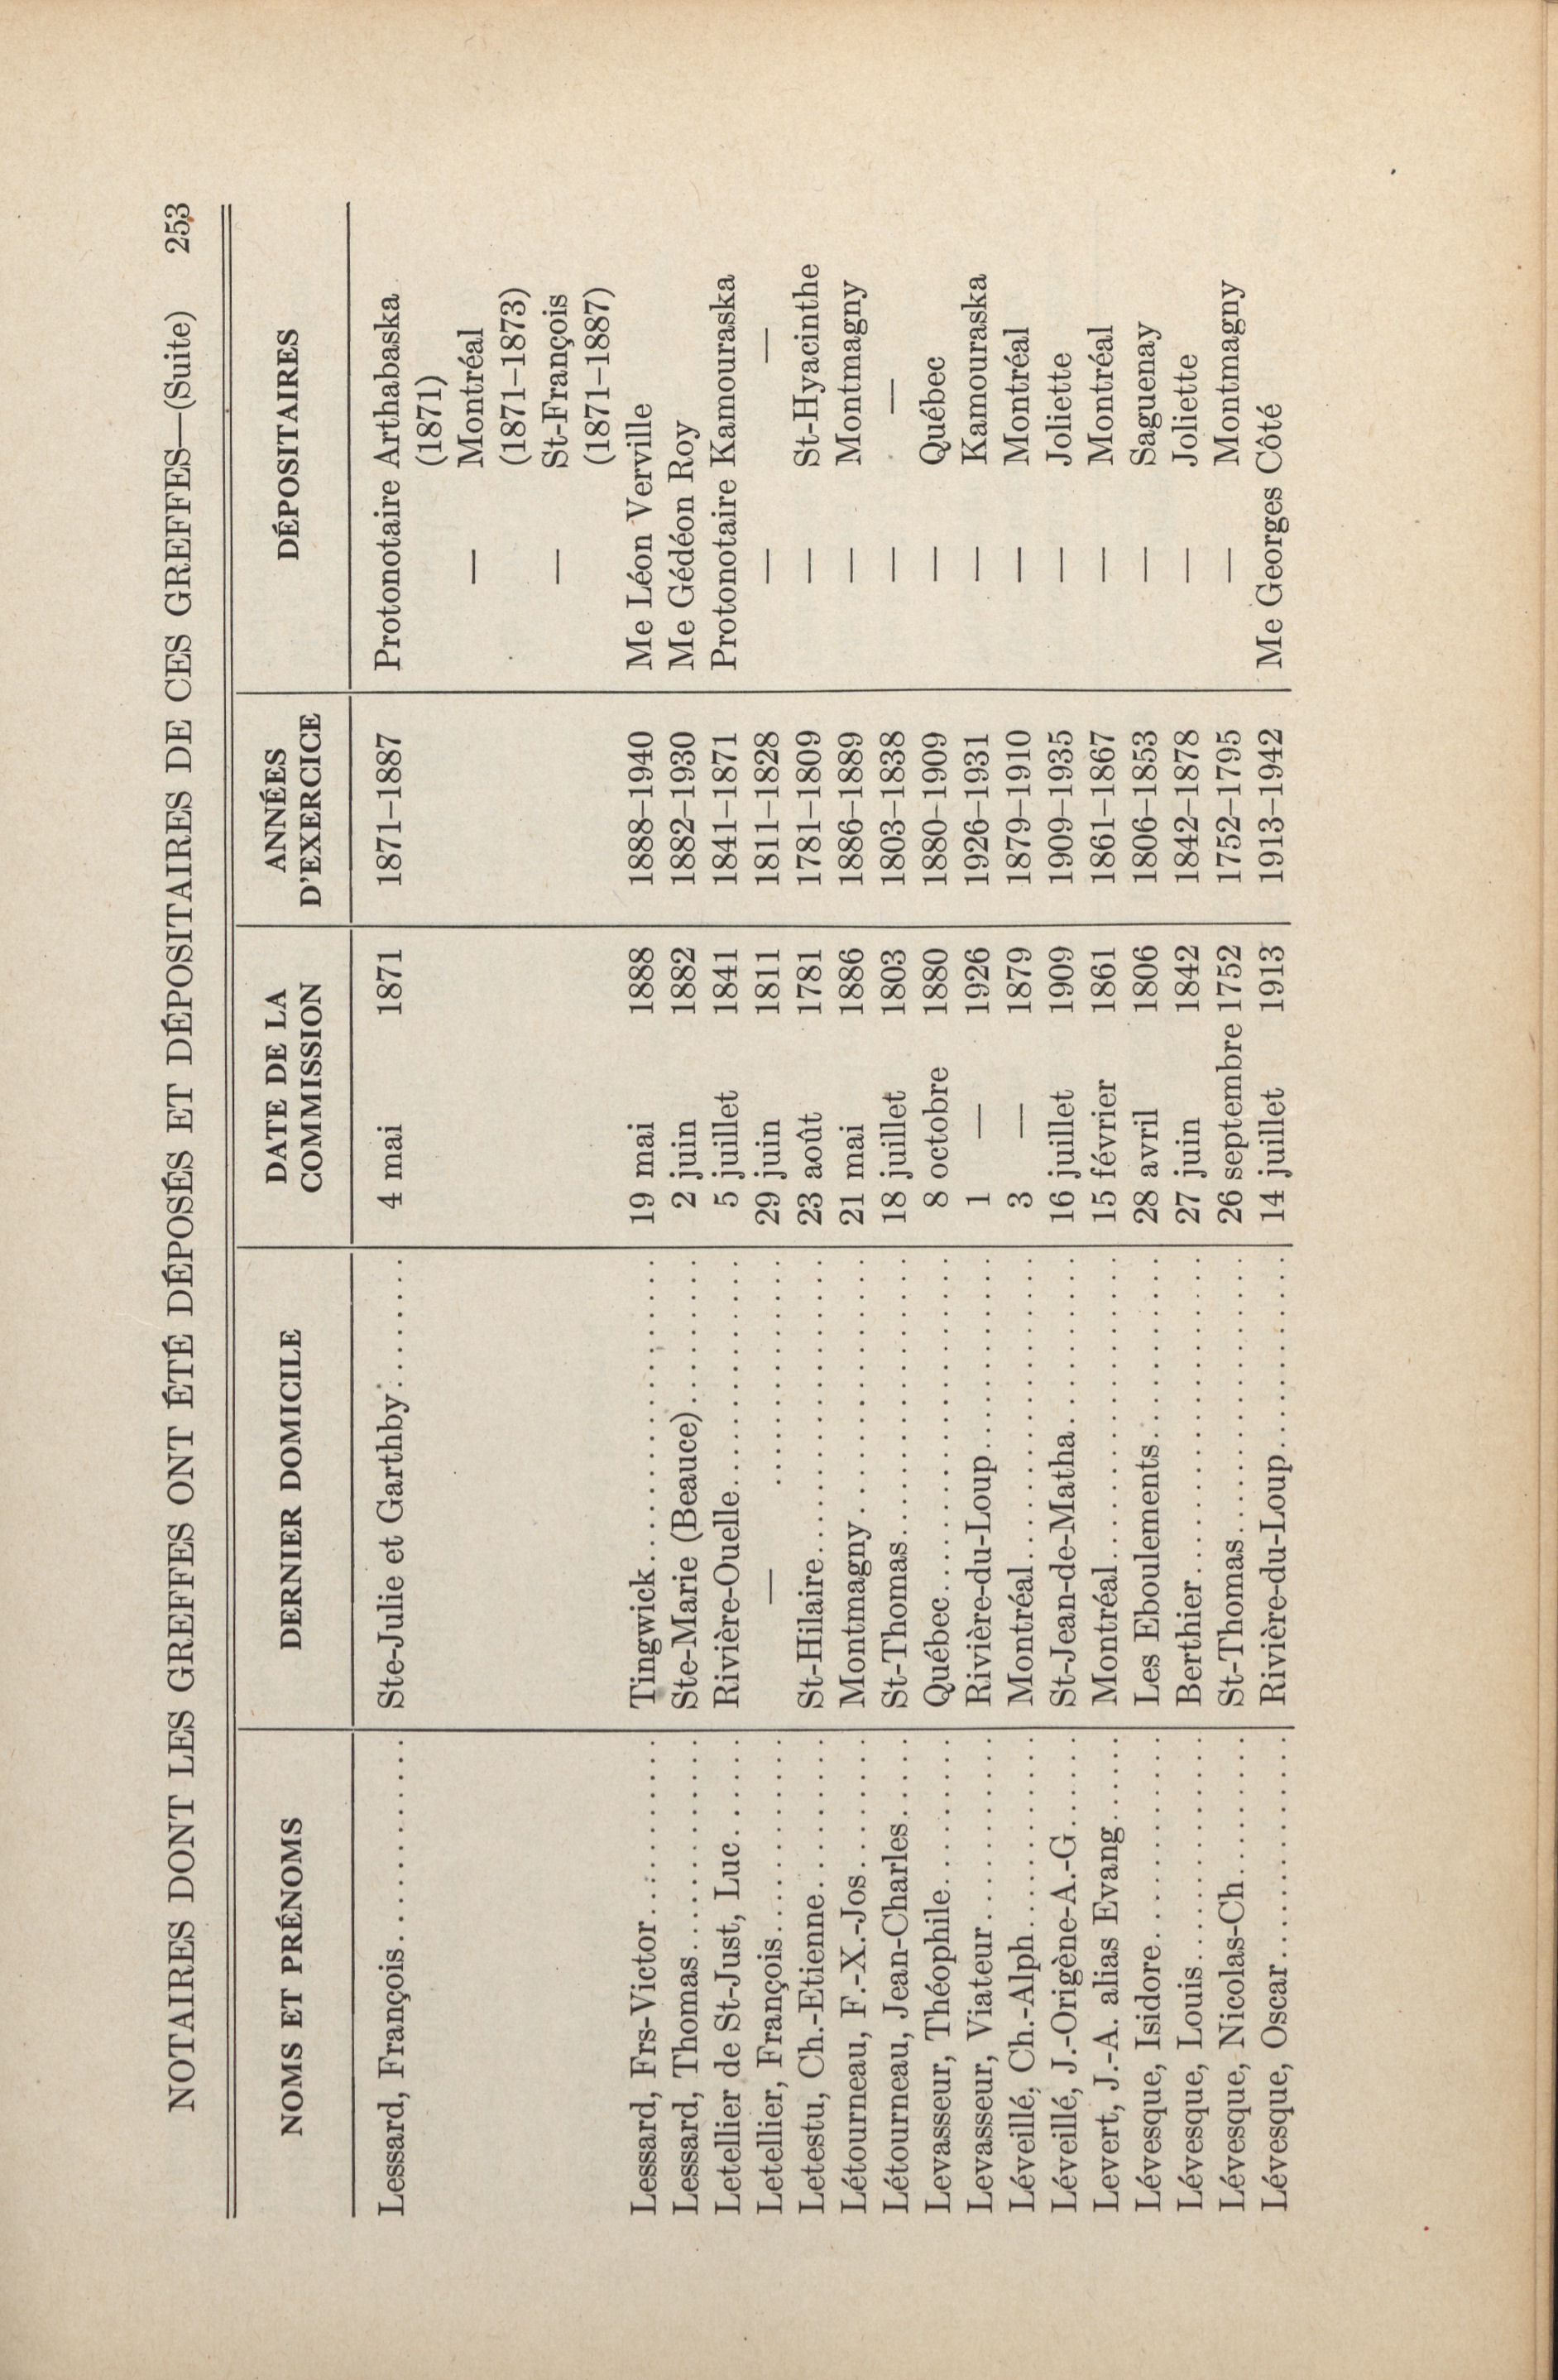 NOTAIRES DONT LES GREFFES ONT ÉTÉ DÉPOSÉS ET DÉPOSITAIRES DE CES GREFFES—(Suite) 253
NOMS ET PRÉNOMS DERNIER DOMICILE DATE DE LA COMMISSION ANNÉES D'EXERCICE DÉPOSITAIRES
Lessard, François.......... Ste-Julie et Garthby....... 4 mai 1871 1871–1887 Protonotaire Arthabaska
(1871)
— Montréal
(1871–1873)
— St-François
(1871–1887)
Lessard, Frs-Victor.......... Tingwick.............. 19 mai 1888 1888–1940 Me Léon Verville
Lessard, Thomas.......... Ste-Marie (Beauce)....... 2 juin 1882 1882–1930 Me Gédéon Roy
Letellier de St-Just, Luc..... Rivière-Ouelle........... 5 juillet 1841 1841–1871 Protonotaire Kamouraska
Letellier, François.......... — .......... 29 juin 1811 1811–1828 — —
Letestu, Ch.-Etienne........ St-Hilaire.............. 23 août 1781 1781–1809 — St-Hyacinthe
Létourneau, F.-X.-Jos....... Montmagny............ 21 mai 1886 1886–1889 — Montmagny
Létourneau, Jean-Charles.... St-Thomas............. 18 juillet 1803 1803–1838 — —
Levasseur, Théophile........ Québec............... 8 octobre 1880 1880–1909 — Québec
Levasseur, Viateur......... Rivière-du-Loup......... 1 — 1926 1926–1931 — Kamouraska
Léveillé, Ch.-Alph......... Montréal.............. 3 — 1879 1879–1910 — Montréal
Léveillé, J.-Origène-A.-G..... St-Jean-de-Matha........ 16 juillet 1909 1909–1935 — Joliette
Levert, J.-A. alias Evang..... Montréal.............. 15 février 1861 1861–1867 — Montréal
Lévesque, Isidore.......... Les Eboulements......... 28 avril 1806 1806–1853 — Saguenay
Lévesque, Louis........... Berthier.............. 27 juin 1842 1842–1878 — Joliette
Lévesque, Nicolas-Ch........ St-Thomas............. 26 septembre 1752 1752–1795 — Montmagny
Lévesque, Oscar........... Rivière-du-Loup......... 14 juillet 1913 1913–1942 Me Georges Côté